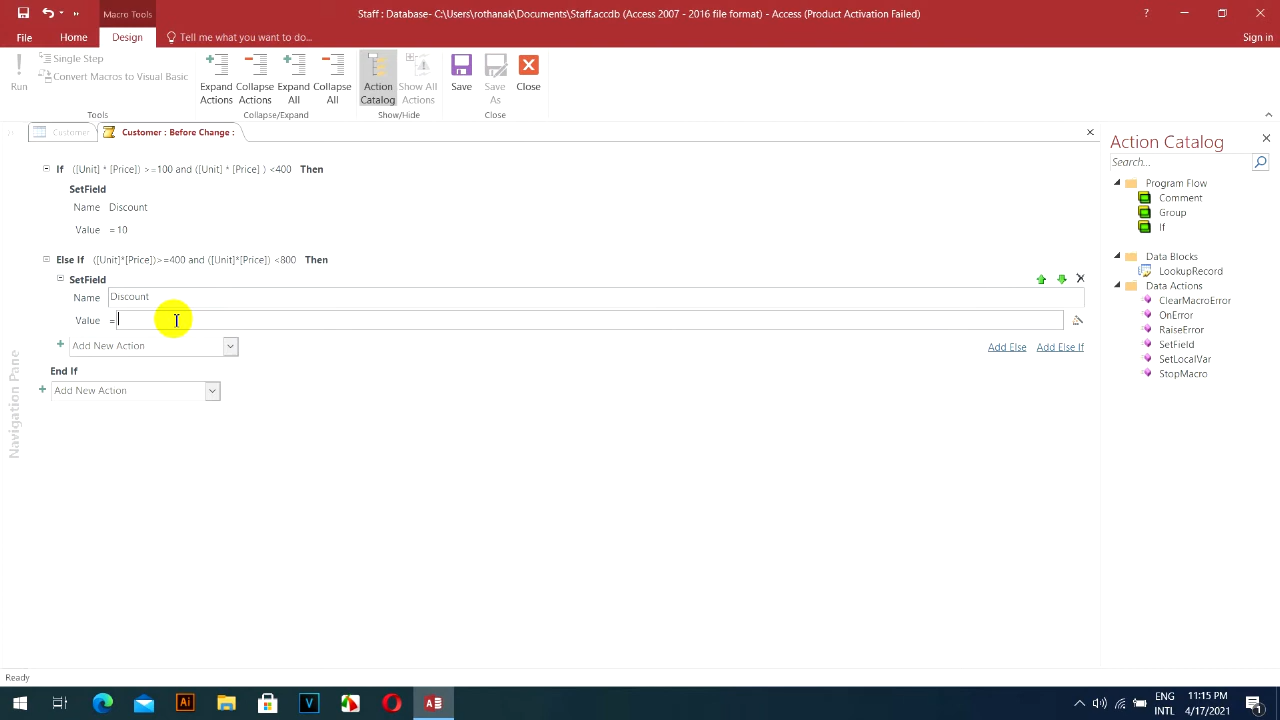 Macro Tools
Staff : Database- C:\Users\rothanak\Documents\Staff.accdb (Access 2007 - 2016 file format) - Access (Product Activation Failed)
File Home Design Tell me what you want to do... Sign in
Run
Single Step
Convert Macros to Visual Basic
Expand Actions
Collapse Actions
Expand All
Collapse All
Action Catalog
Show All Actions
Save
Save As
Close
Tools Collapse/Expand Show/Hide Close
Customer Customer : Before Change :
If ([Unit] * [Price]) >=100 and ([Unit] * [Price] ) <400 Then
SetField
Name Discount
Value = 10
Else If ([Unit]*[Price])>=400 and ([Unit]*[Price]) <800 Then
SetField
Name Discount
Value =
Add New Action Add Else Add Else If
End If
Add New Action
Navigation Pane
Action Catalog
Search...
Program Flow
Comment
Group
If
Data Blocks
LookupRecord
Data Actions
ClearMacroError
OnError
RaiseError
SetField
SetLocalVar
StopMacro
Ready
Ai V A
ENG
INTL
11:15 PM
4/17/2021
1